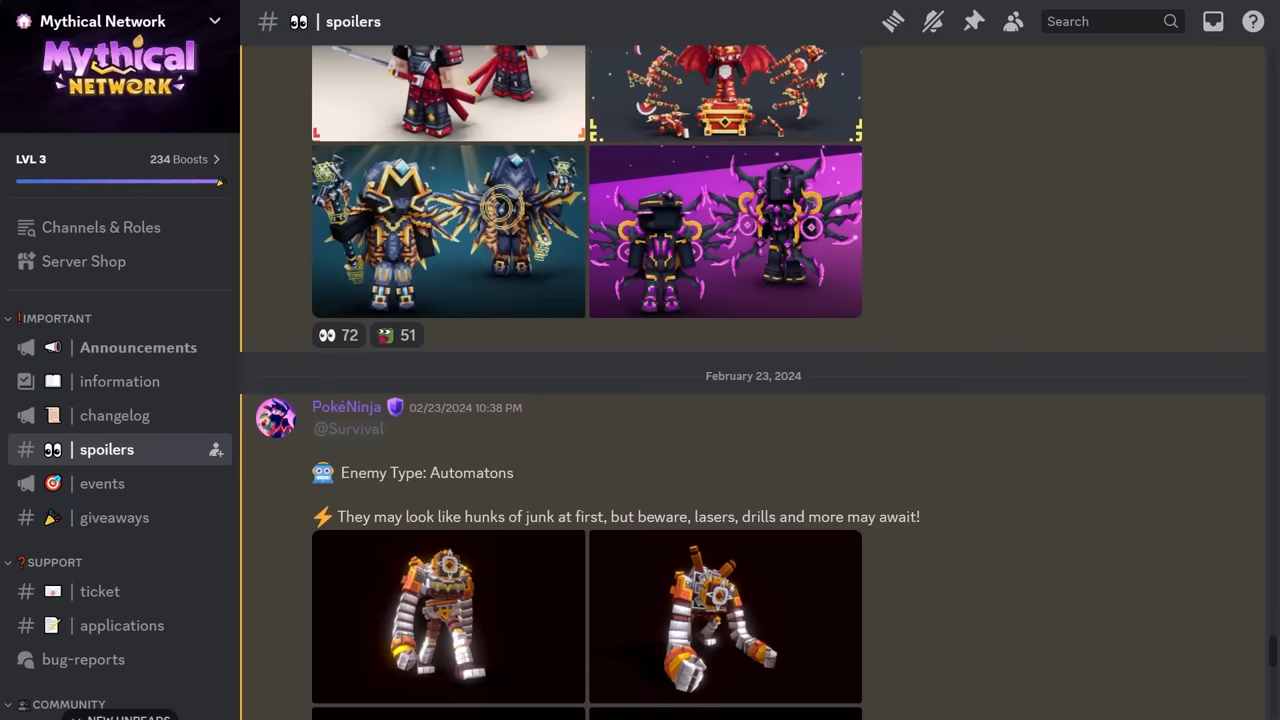 Mythical Network
Mythical
NETWORK
LVL 3
234 Boosts
Channels & Roles
Server Shop
IMPORTANT
| Announcements
| information
| changelog
| spoilers
| events
| giveaways
SUPPORT
| ticket
| applications
bug-reports
COMMUNITY
NEW UNREADS
| spoilers
Search
72
51
February 23, 2024
PokéNinja 02/23/2024 10:38 PM
@Survival
Enemy Type: Automatons
They may look like hunks of junk at first, but beware, lasers, drills and more may await!